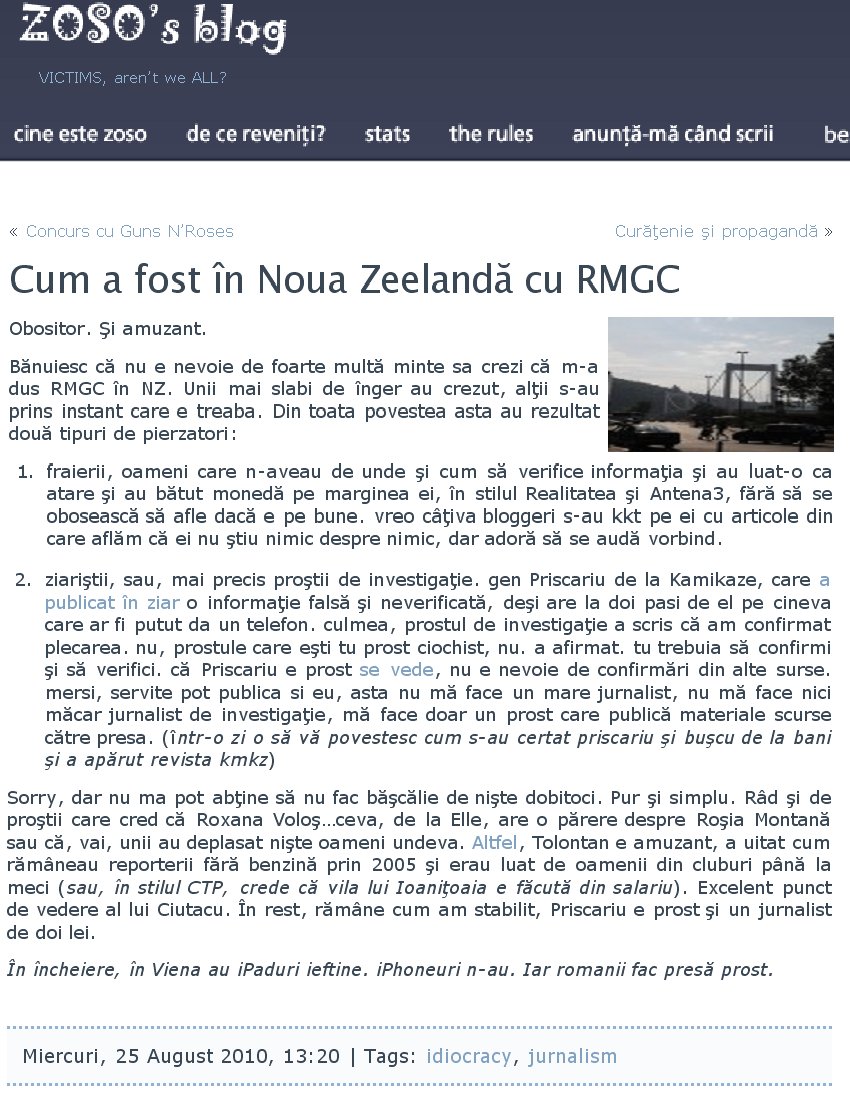 ZOSO's blog
VICTIMS, aren't we ALL?
cine este zoso de ce reveniți? stats the rules anunță-mă când scrii be
« Concurs cu Guns N'Roses Curăţenie şi propagandă »
Cum a fost în Noua Zeelandă cu RMGC
Obositor. Şi amuzant.
Bănuiesc că nu e nevoie de foarte multă minte sa crezi că m-a
dus RMGC în NZ. Unii mai slabi de înger au crezut, alţii s-au
prins instant care e treaba. Din toata povestea asta au rezultat
două tipuri de pierzatori:
1. fraierii, oameni care n-aveau de unde şi cum să verifice informaţia şi au luat-o ca
atare şi au bătut monedă pe marginea ei, în stilul Realitatea şi Antena3, fără să se
obosească să afle dacă e pe bune. vreo câţiva bloggeri s-au kkt pe ei cu articole din
care aflăm că ei nu ştiu nimic despre nimic, dar adoră să se audă vorbind.
2. ziariştii, sau, mai precis proştii de investigaţie. gen Priscariu de la Kamikaze, care a
publicat în ziar o informaţie falsă şi neverificată, deşi are la doi pasi de el pe cineva
care ar fi putut da un telefon. culmea, prostul de investigaţie a scris că am confirmat
plecarea. nu, prostule care eşti tu prost ciochist, nu. a afirmat. tu trebuia să confirmi
şi să verifici. că Priscariu e prost se vede, nu e nevoie de confirmări din alte surse.
mersi, servite pot publica si eu, asta nu mă face un mare jurnalist, nu mă face nici
măcar jurnalist de investigaţie, mă face doar un prost care publică materiale scurse
către presa. (într-o zi o să vă povestesc cum s-au certat priscariu şi buşcu de la bani
şi a apărut revista kmkz)
Sorry, dar nu ma pot abţine să nu fac băşcălie de nişte dobitoci. Pur şi simplu. Râd şi de
proştii care cred că Roxana Voloş...ceva, de la Elle, are o părere despre Roşia Montană
sau că, vai, unii au deplasat nişte oameni undeva. Altfel, Tolontan e amuzant, a uitat cum
rămâneau reporterii fără benzină prin 2005 şi erau luat de oamenii din cluburi până la
meci (sau, în stilul CTP, crede că vila lui Ioaniţoaia e făcută din salariu). Excelent punct
de vedere al lui Ciutacu. În rest, rămâne cum am stabilit, Priscariu e prost şi un jurnalist
de doi lei.
În încheiere, în Viena au iPaduri ieftine. iPhoneuri n-au. Iar romanii fac presă prost.
Miercuri, 25 August 2010, 13:20 | Tags: idiocracy, jurnalism